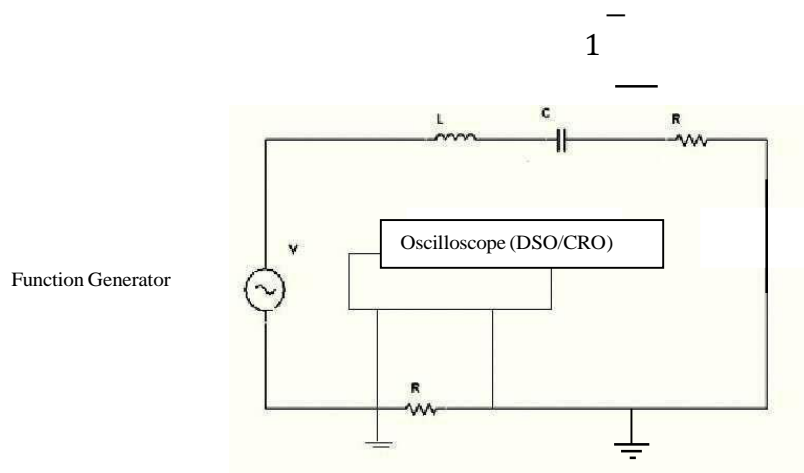 1
L C R
Oscilloscope (DSO/CRO)
V
Function Generator
R